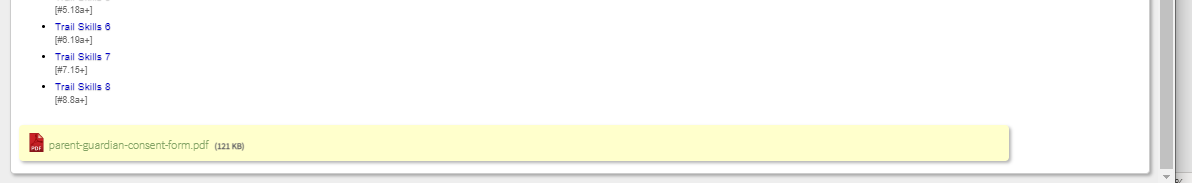 [#5.18a+]
Trail Skills 6
[#6.19a+]
Trail Skills 7
[#7.15+]
Trail Skills 8
[#8.8a+]
PDF parent-guardian-consent-form.pdf (121 KB)